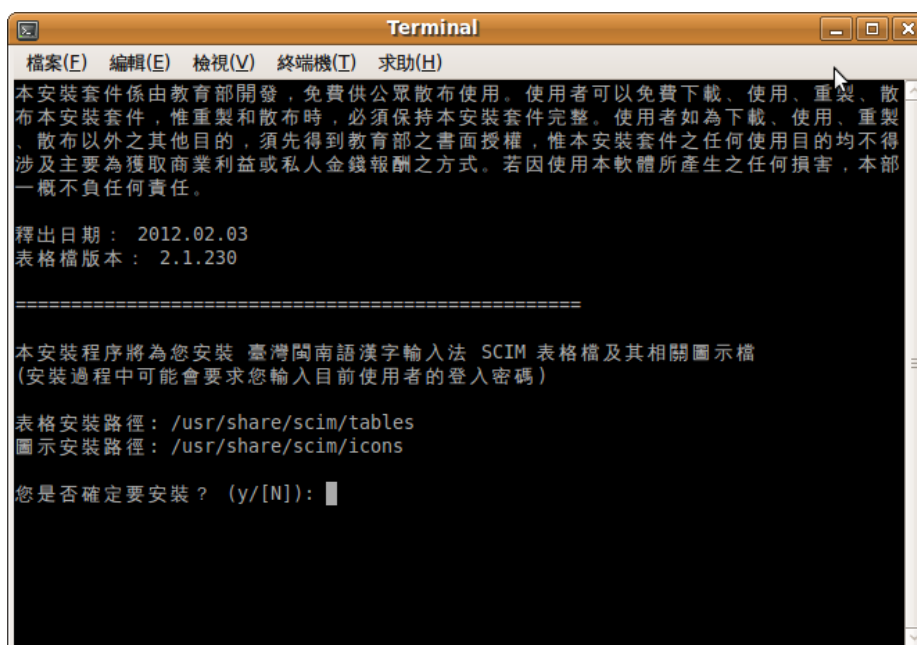 Terminal
檔案(F) 編輯(E) 檢視(V) 終端機(T) 求助(H)
本安裝套件係由教育部開發，免費供公眾散布使用。使用者可以免費下載、使用、重製、散
布本安裝套件，惟重製和散布時，必須保持本安裝套件完整。使用者如為下載、使用、重製
、散布以外之其他目的，須先得到教育部之書面授權，惟本安裝套件之任何使用目的均不得
涉及主要為獲取商業利益或私人金錢報酬之方式。若因使用本軟體所產生之任何損害，本部
一概不負任何責任。
釋出日期： 2012.02.03
表格檔版本： 2.1.230
===================================================
本安裝程序將為您安裝 臺灣閩南語漢字輸入法 SCIM 表格檔及其相關圖示檔
(安裝過程中可能會要求您輸入目前使用者的登入密碼)
表格安裝路徑: /usr/share/scim/tables
圖示安裝路徑: /usr/share/scim/icons
您是否確定要安裝？ (y/[N]):